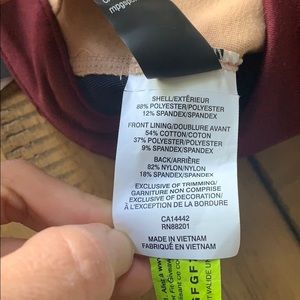 SHELL/EXTÉRIEUR
88% POLYESTER/POLYESTER
12% SPANDEX/SPANDEX
FRONT LINING/DOUBLURE AVANT
54% COTTON/COTON
37% POLYESTER/POLYESTER
9% SPANDEX/SPANDEX
BACK/ARRIÈRE
82% NYLON/NYLON
18% SPANDEX/SPANDEX
EXCLUSIVE OF TRIMMING/
GARNITURE NON COMPRISE
EXCLUSIVE OF DECORATION/
À L'EXCEPTION DE LA BORDURE
CA14442
RN88201
MADE IN VIETNAM
FABRIQUÉ EN VIETNAM